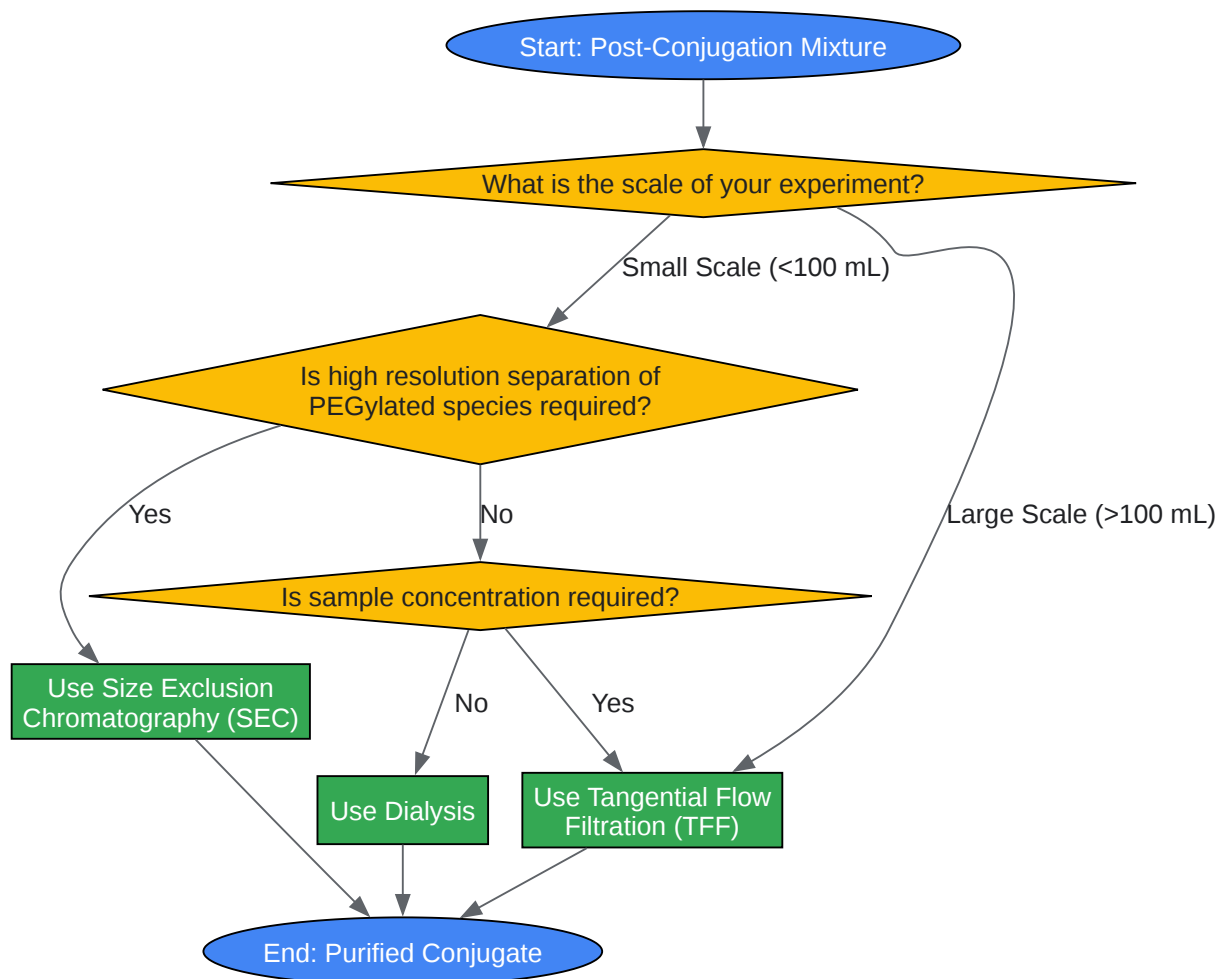 Start: Post-Conjugation Mixture
What is the scale of your experiment?
Small Scale (<100 mL)
Is high resolution separation of
PEGylated species required?
Yes
No
Large Scale (>100 mL)
Is sample concentration required?
Use Size Exclusion
Chromatography (SEC)
No
Yes
Use Dialysis
Use Tangential Flow
Filtration (TFF)
End: Purified Conjugate